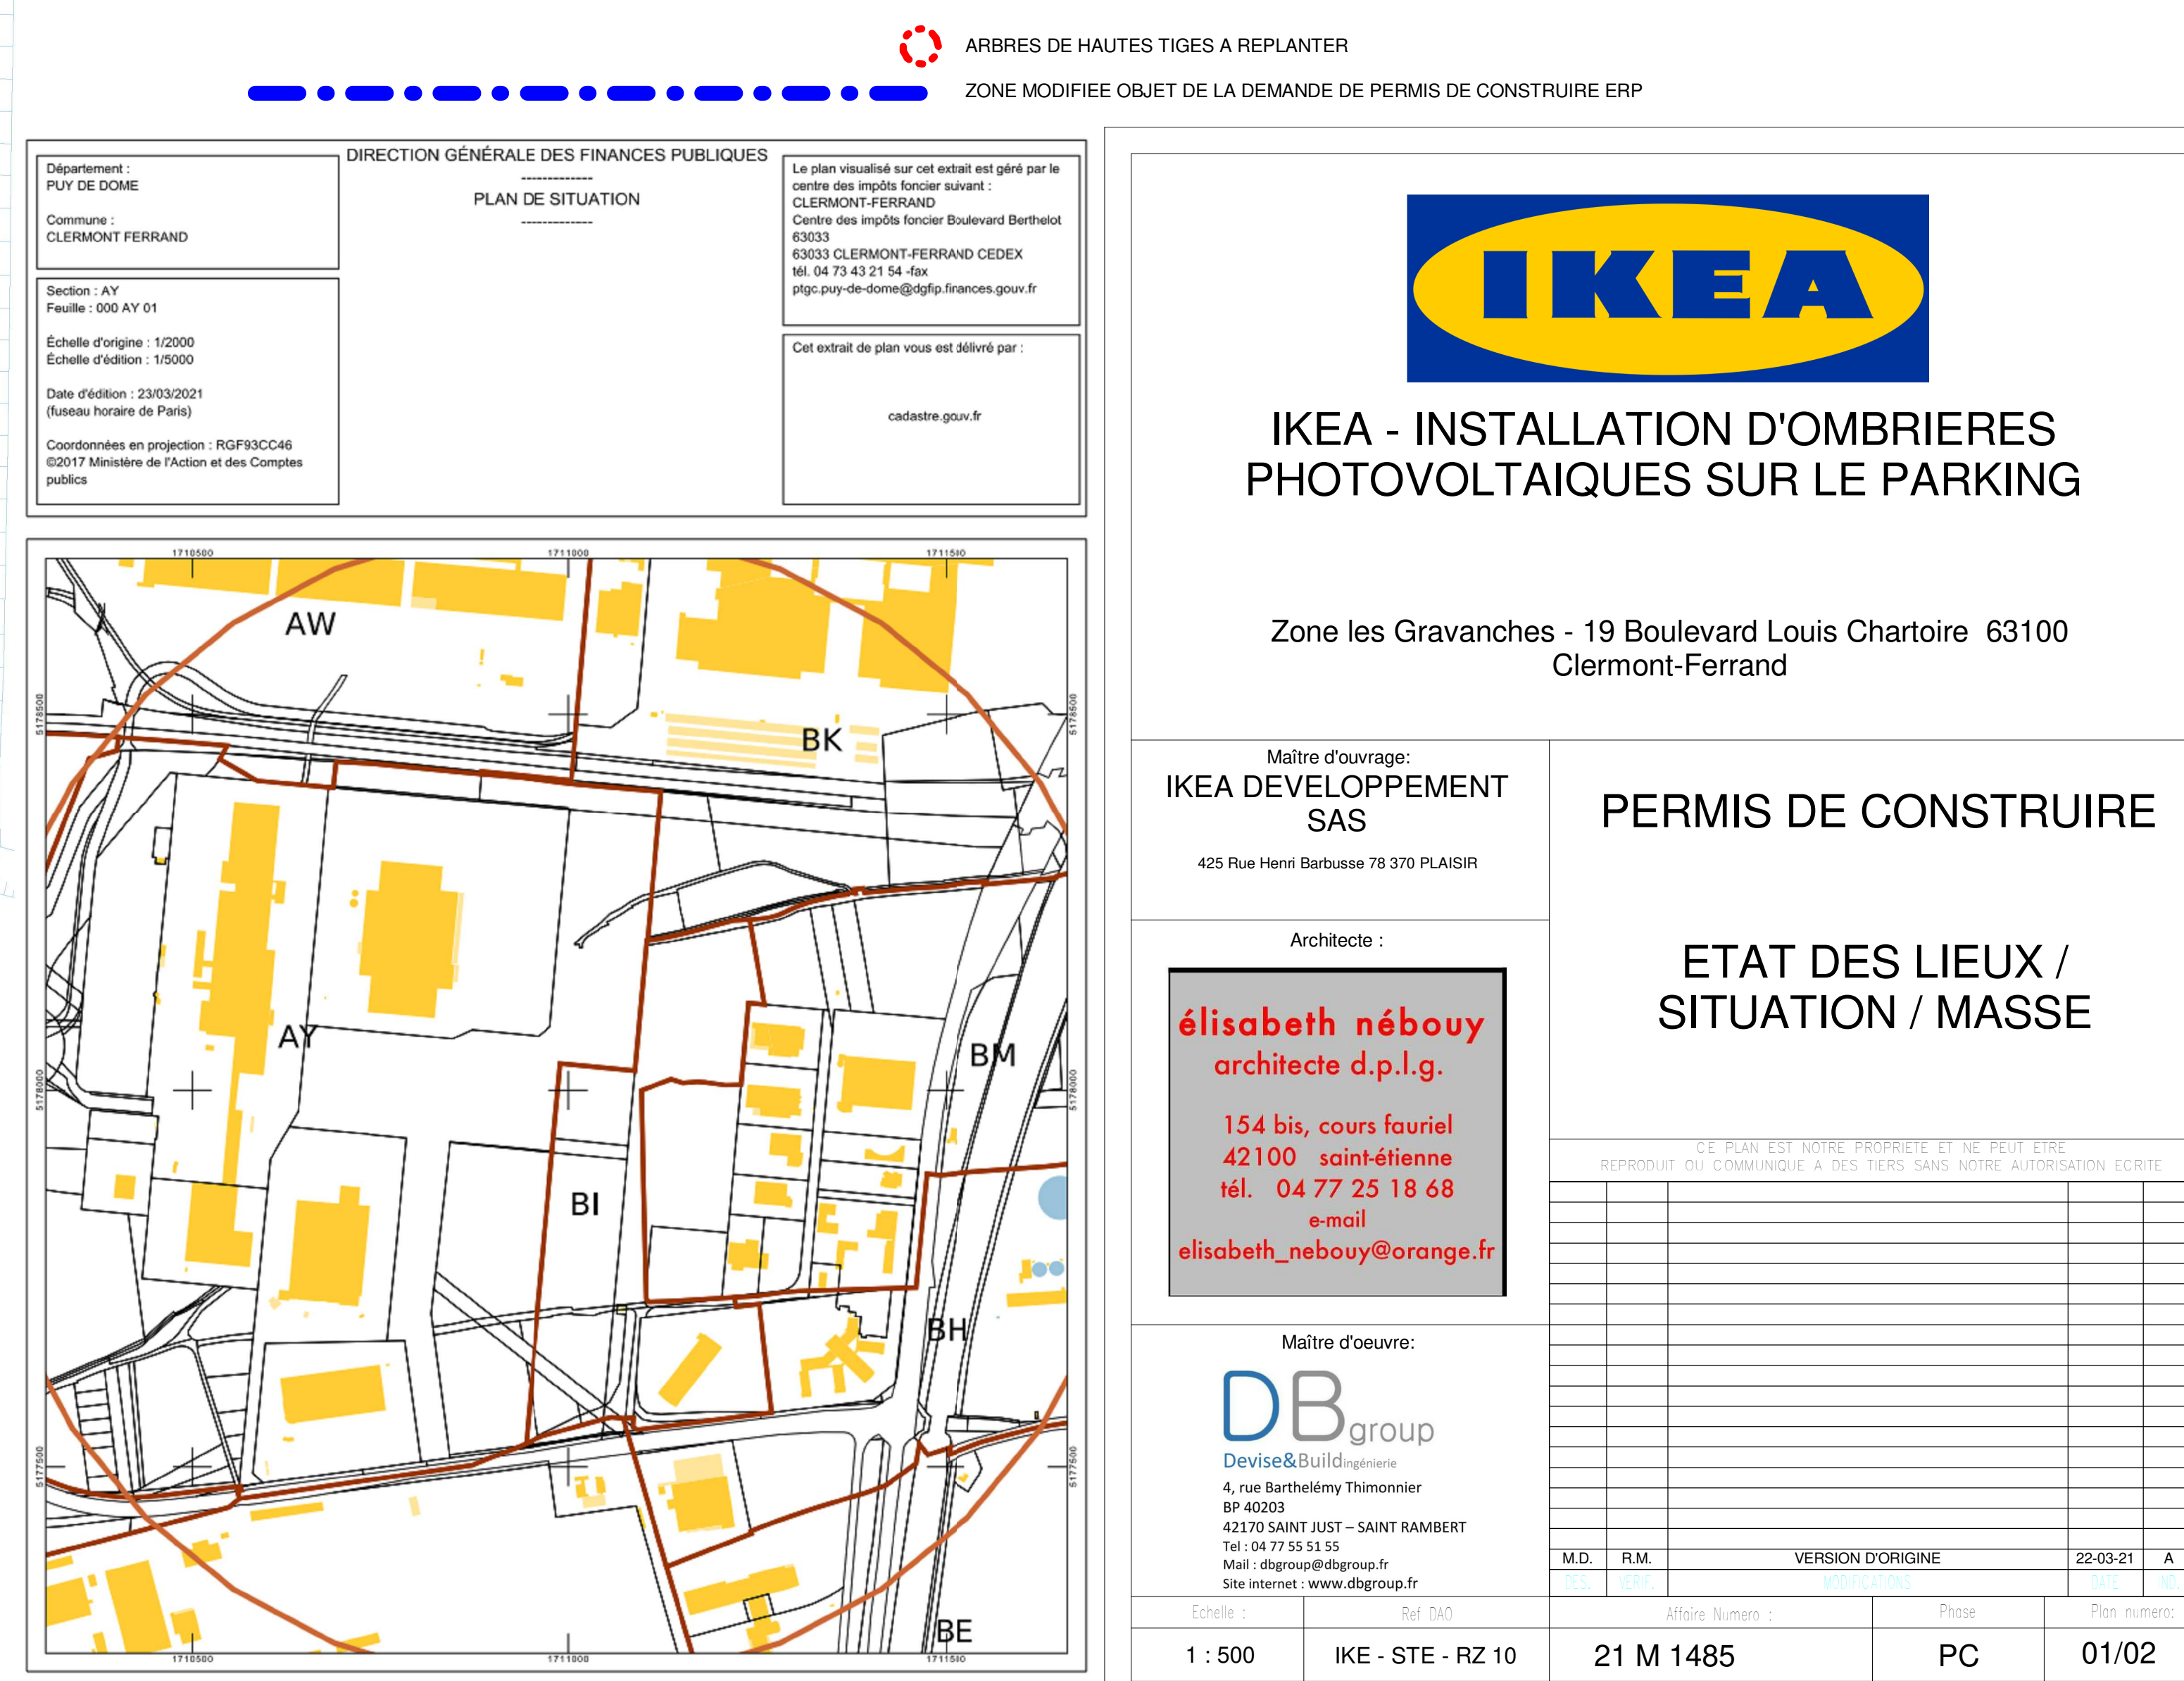 ARBRES DE HAUTES TIGES A REPLANTER
ZONE MODIFIEE OBJET DE LA DEMANDE DE PERMIS DE CONSTRUIRE ERP
Département :
PUY DE DOME
Commune :
CLERMONT FERRAND
Section : AY
Feuille : 000 AY 01
Échelle d'origine : 1/2000
Échelle d'édition : 1/5000
Date d'édition : 23/03/2021
(fuseau horaire de Paris)
Coordonnées en projection : RGF93CC46
©2017 Ministère de l'Action et des Comptes
publics
DIRECTION GÉNÉRALE DES FINANCES PUBLIQUES
-------------
PLAN DE SITUATION
-------------
Le plan visualisé sur cet extrait est géré par le
centre des impôts foncier suivant :
CLERMONT-FERRAND
Centre des impôts foncier Boulevard Berthelot
63033
63033 CLERMONT-FERRAND CEDEX
tél. 04 73 43 21 54 -fax
ptgc.puy-de-dome@dgfip.finances.gouv.fr
Cet extrait de plan vous est délivré par :
cadastre.gouv.fr
1710500
1711000
1711500
AW
5178500
5178500
BK
AY
BM
5178000
5178000
BI
BH
5177500
5177500
BE
1710500
1711000
1711500
IKEA
IKEA - INSTALLATION D'OMBRIERES
PHOTOVOLTAIQUES SUR LE PARKING
Zone les Gravanches - 19 Boulevard Louis Chartoire 63100
Clermont-Ferrand
Maître d'ouvrage:
IKEA DEVELOPPEMENT
SAS
425 Rue Henri Barbusse 78 370 PLAISIR
PERMIS DE CONSTRUIRE
Architecte :
élisabeth nébouy
architecte d.p.l.g.
154 bis, cours fauriel
42100 saint-étienne
tél. 04 77 25 18 68
e-mail
elisabeth_nebouy@orange.fr
ETAT DES LIEUX /
SITUATION / MASSE
CE PLAN EST NOTRE PROPRIETE ET NE PEUT ETRE
REPRODUIT OU COMMUNIQUE A DES TIERS SANS NOTRE AUTORISATION ECRITE
Maître d'oeuvre:
DBgroup
Devise&Buildingénierie
4, rue Barthelémy Thimonnier
BP 40203
42170 SAINT JUST – SAINT RAMBERT
Tel : 04 77 55 51 55
Mail : dbgroup@dbgroup.fr
Site internet : www.dbgroup.fr
M.D. R.M. VERSION D'ORIGINE 22-03-21 A
DES. VERIF. MODIFICATIONS DATE IND.
Echelle : Ref DAO Affaire Numero : Phase Plan numero:
1 : 500 IKE - STE - RZ 10 21 M 1485 PC 01/02